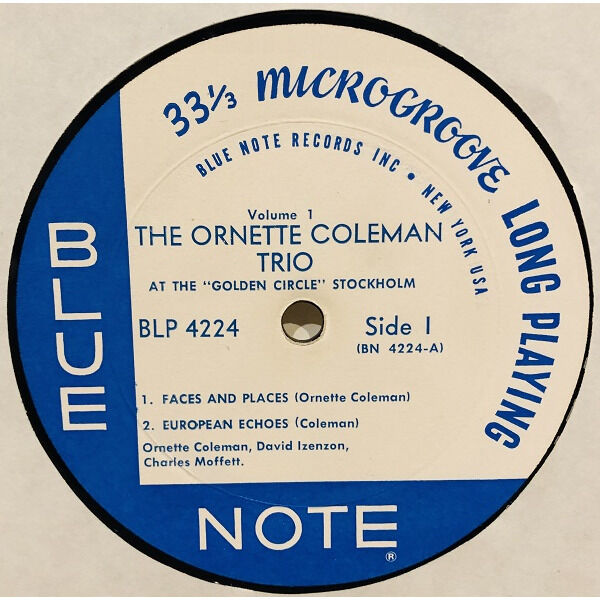 33⅓ MICROGROOVE LONG PLAYING
BLUE NOTE RECORDS INC • NEW YORK USA
Volume 1
THE ORNETTE COLEMAN
TRIO
AT THE "GOLDEN CIRCLE" STOCKHOLM
BLP 4224
Side 1
(BN 4224-A)
1. FACES AND PLACES (Ornette Coleman)
2. EUROPEAN ECHOES (Coleman)
Ornette Coleman, David Izenzon,
Charles Moffett.
BLUE
NOTE®